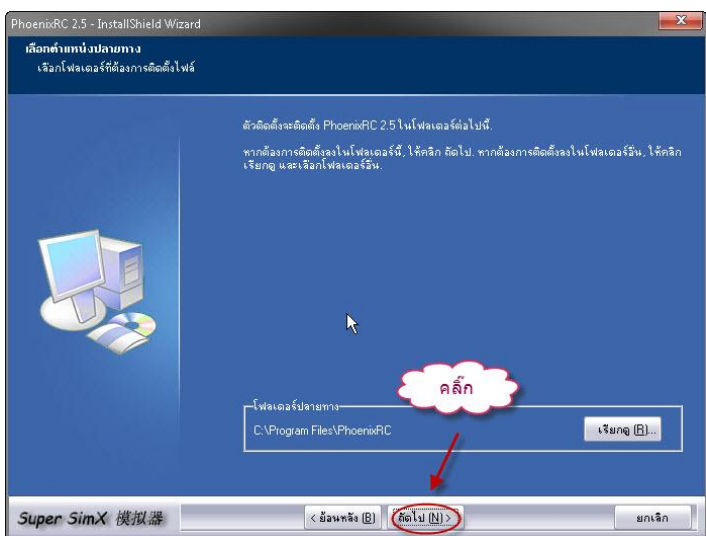 PhoenixRC 2.5 - InstallShield Wizard
เลือกตำแหน่งปลายทาง
เลือกโฟลเดอร์ที่ต้องการติดตั้งไฟล์
ตัวติดตั้งจะติดตั้ง PhoenixRC 2.5 ในโฟลเดอร์ต่อไปนี้.
หากต้องการติดตั้งลงในโฟลเดอร์นี้, ให้คลิก ถัดไป. หากต้องการติดตั้งลงในโฟลเดอร์อื่น, ให้คลิก
เรียกดู และเลือกโฟลเดอร์อื่น.
คลิ๊ก
โฟลเดอร์ปลายทาง
C:\Program Files\PhoenixRC
เรียกดู (R)...
Super SimX 模拟器
< ย้อนหลัง (B)
ถัดไป (N) >
ยกเลิก